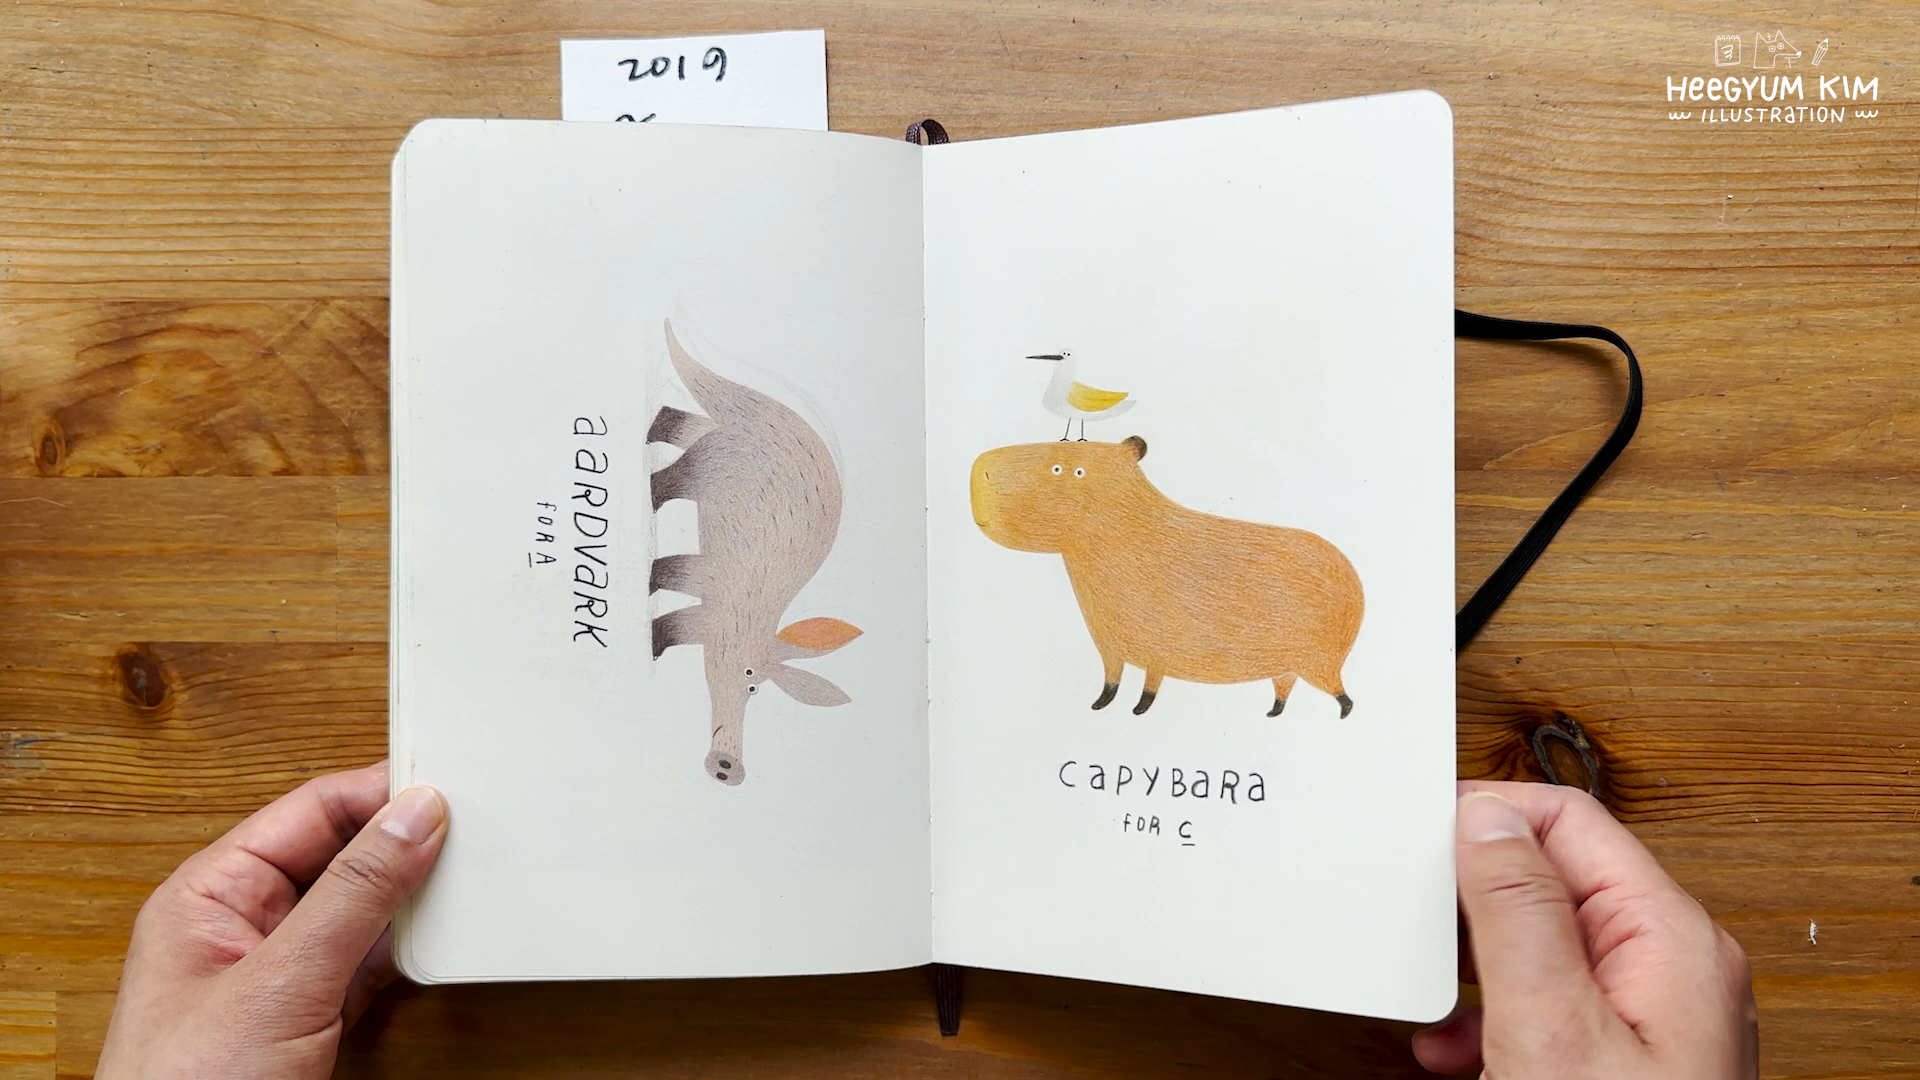 2019
aaRDVaRK
FOR A
CaPYBaRa
FOR C
HeeGYUM KiM
ILLUSTRaTION